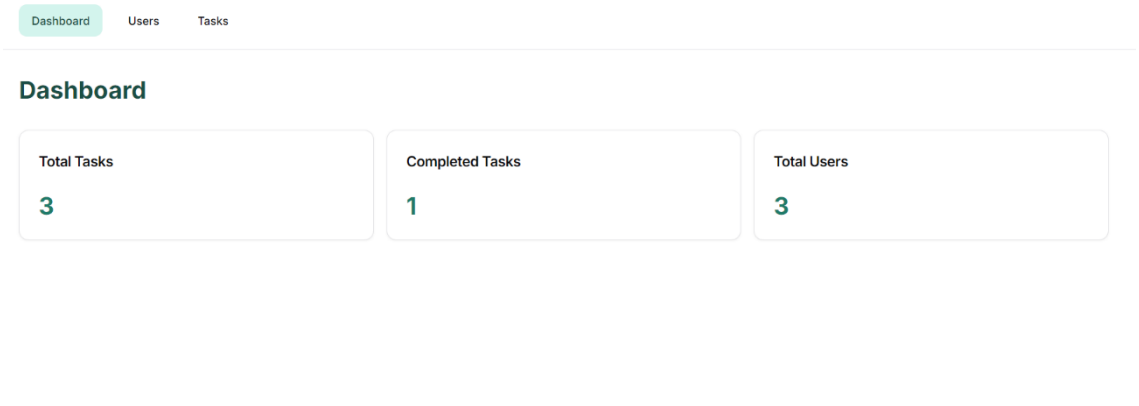 Dashboard Users Tasks
Dashboard
Total Tasks
3
Completed Tasks
1
Total Users
3